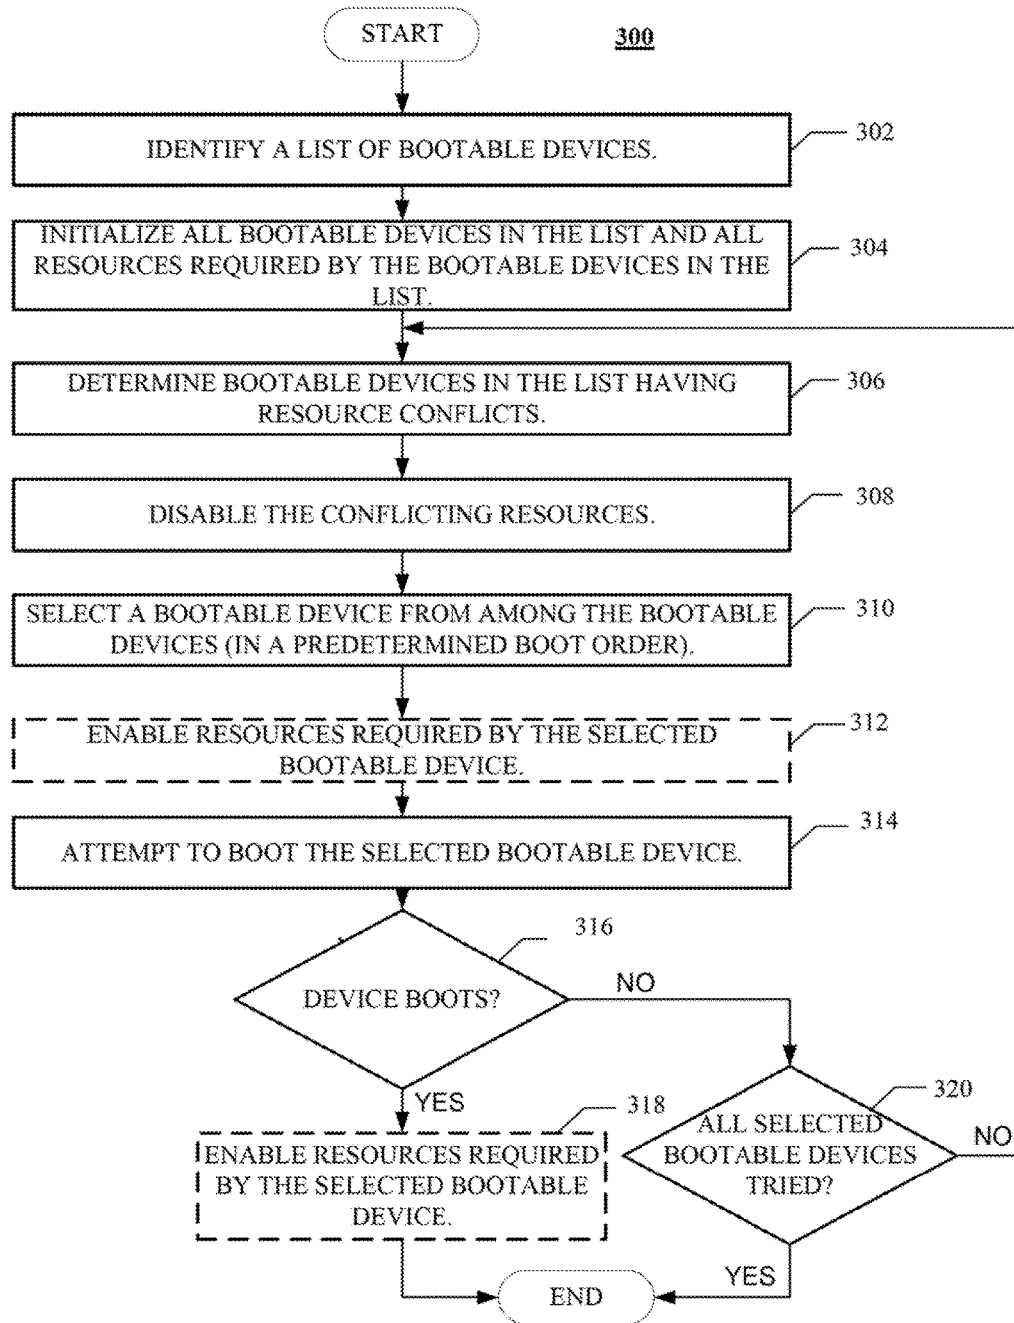 START
300
IDENTIFY A LIST OF BOOTABLE DEVICES.
302
INITIALIZE ALL BOOTABLE DEVICES IN THE LIST AND ALL
RESOURCES REQUIRED BY THE BOOTABLE DEVICES IN THE
LIST.
304
DETERMINE BOOTABLE DEVICES IN THE LIST HAVING
RESOURCE CONFLICTS.
306
DISABLE THE CONFLICTING RESOURCES.
308
SELECT A BOOTABLE DEVICE FROM AMONG THE BOOTABLE
DEVICES (IN A PREDETERMINED BOOT ORDER).
310
ENABLE RESOURCES REQUIRED BY THE SELECTED
BOOTABLE DEVICE.
312
ATTEMPT TO BOOT THE SELECTED BOOTABLE DEVICE.
314
DEVICE BOOTS?
316
NO
YES
ENABLE RESOURCES REQUIRED
BY THE SELECTED BOOTABLE
DEVICE.
318
ALL SELECTED
BOOTABLE DEVICES
TRIED?
320
NO
YES
END